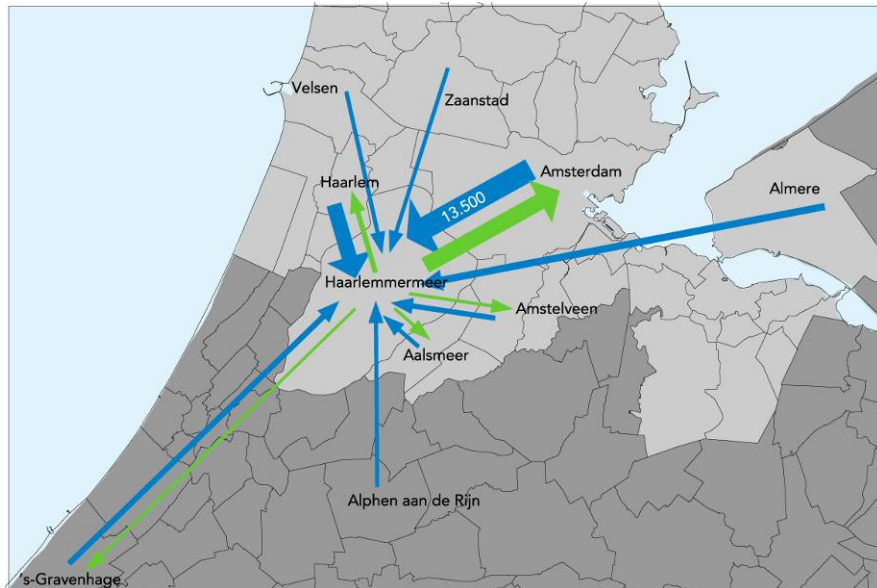 Velsen
Zaanstad
Haarlem
Amsterdam
Almere
13.500
Haarlemmermeer
Amstelveen
Aalsmeer
Alphen aan de Rijn
's-Gravenhage